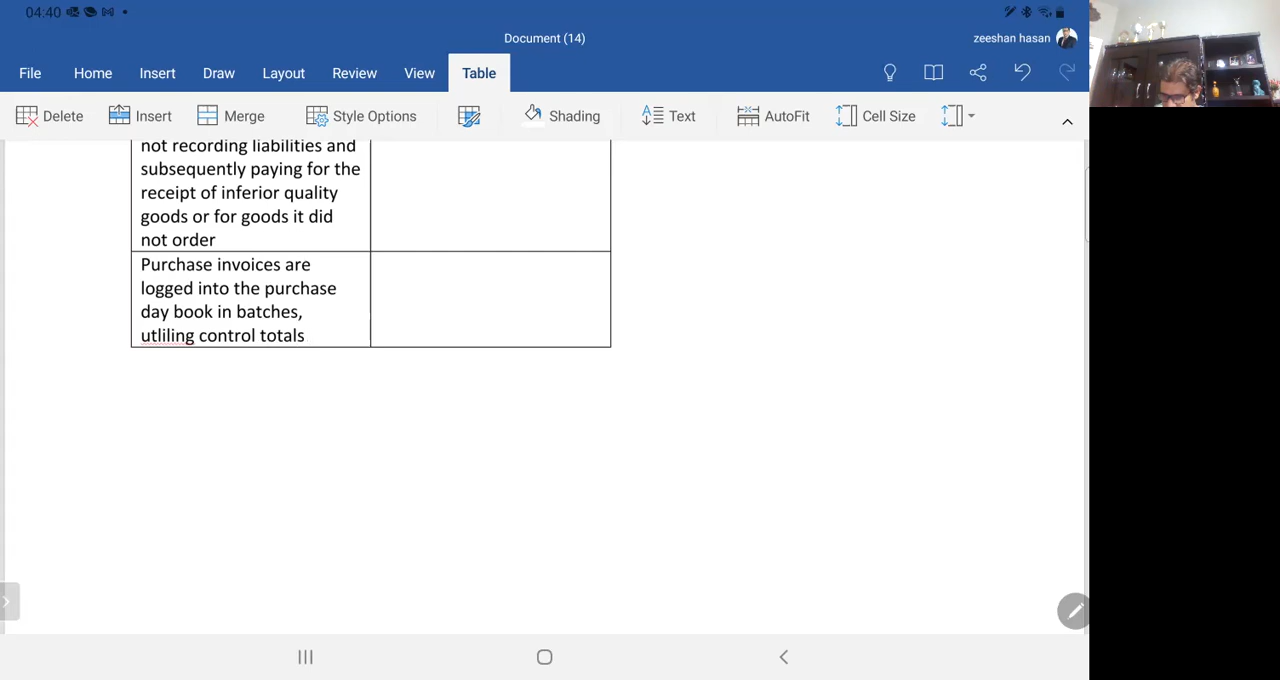 04:40
Document (14)
zeeshan hasan
File Home Insert Draw Layout Review View Table
Delete Insert Merge Style Options Shading Text AutoFit Cell Size
not recording liabilities and
subsequently paying for the
receipt of inferior quality
goods or for goods it did
not order
Purchase invoices are
logged into the purchase
day book in batches,
utliling control totals